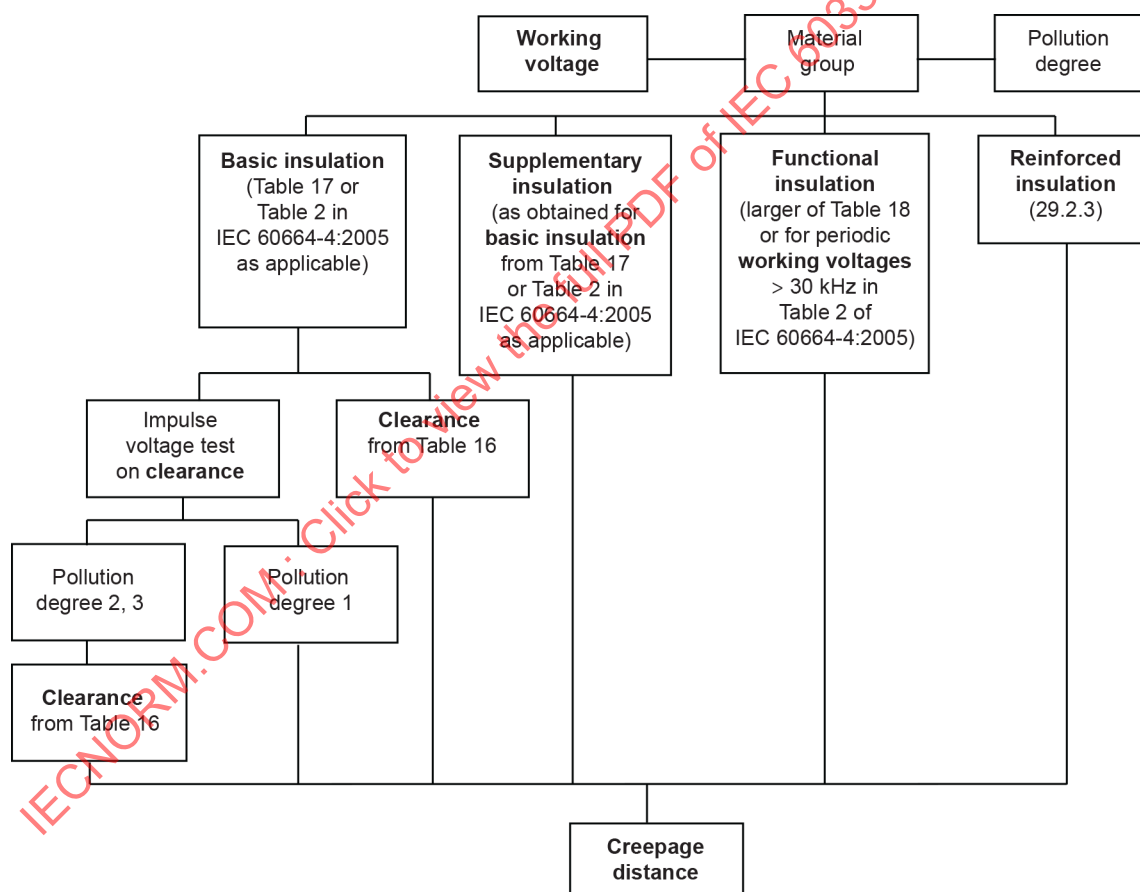 Working
voltage
Material
group
Pollution
degree
Basic insulation
(Table 17 or
Table 2 in
IEC 60664-4:2005
as applicable)
Supplementary
insulation
(as obtained for
basic insulation
from Table 17
or Table 2 in
IEC 60664-4:2005
as applicable)
Functional
insulation
(larger of Table 18
or for periodic
working voltages
> 30 kHz in
Table 2 of
IEC 60664-4:2005)
Reinforced
insulation
(29.2.3)
Impulse
voltage test
on clearance
Clearance
from Table 16
Pollution
degree 2, 3
Pollution
degree 1
Clearance
from Table 16
Creepage
distance
IECNORM.COM : Click to view the full PDF of IEC 6033